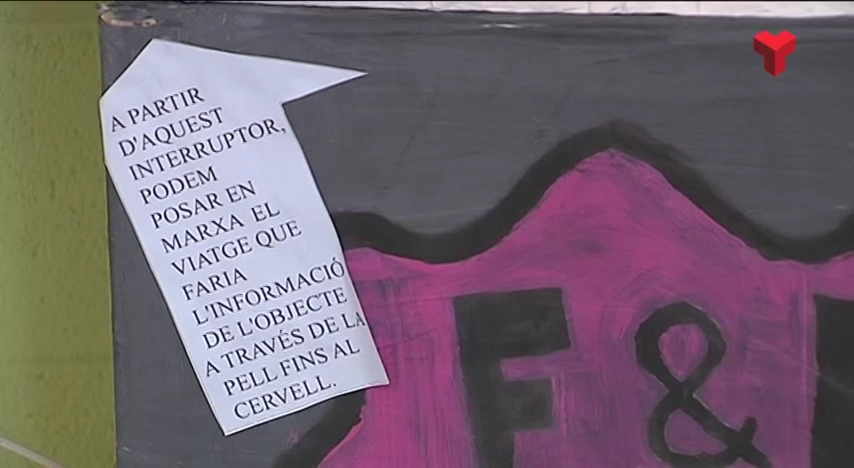 A PARTIR
D'AQUEST
INTERRUPTOR,
PODEM
POSAR EN
MARXA EL
VIATGE QUE
FARIA
L'INFORMACIÓ
DE L'OBJECTE
A TRAVÉS DE LA
PELL FINS AL
CERVELL.
F &